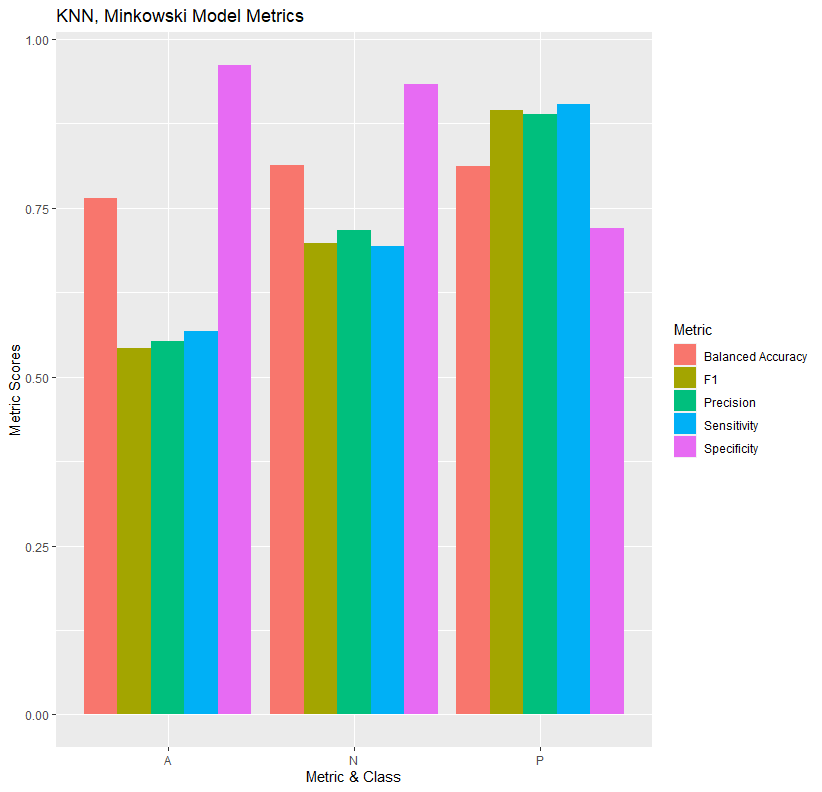 KNN, Minkowski Model Metrics
1.00
0.75
0.50
0.25
0.00
Metric Scores
A
N
P
Metric & Class
Metric
Balanced Accuracy
F1
Precision
Sensitivity
Specificity